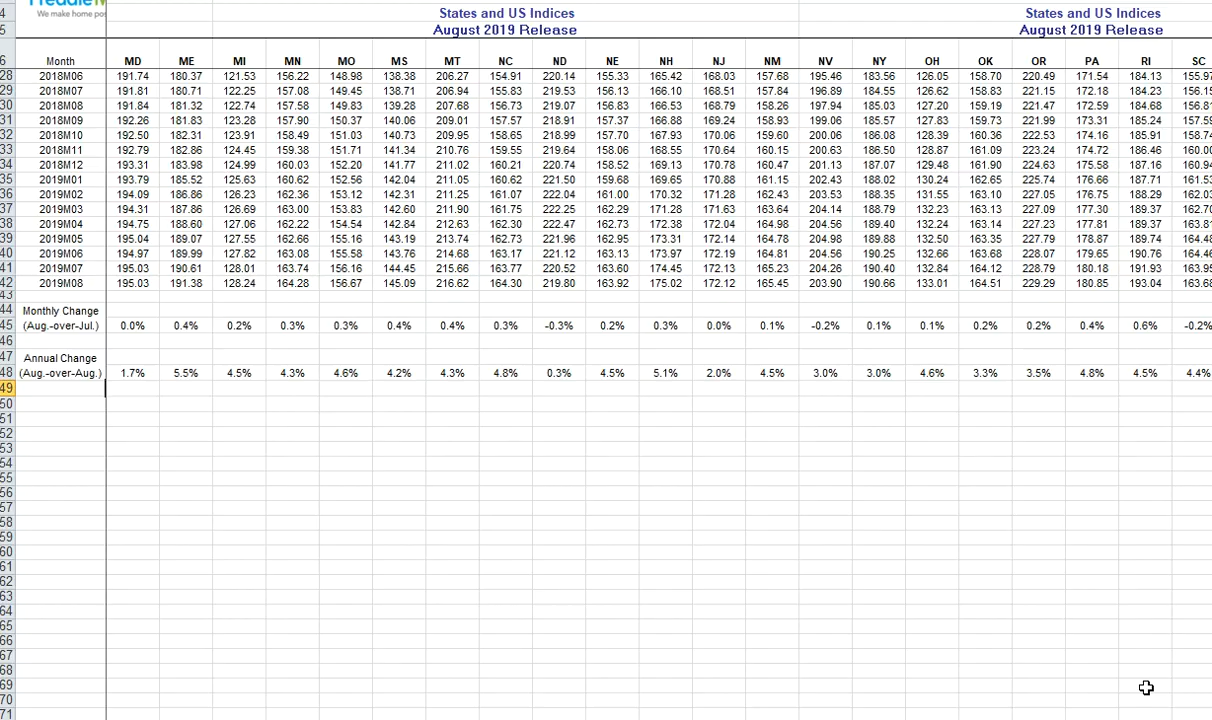 We make home
4 States and US Indices States and US Indices
5 August 2019 Release August 2019 Release
6 Month MD ME MI MN MO MS MT NC ND NE NH NJ NM NV NY OH OK OR PA RI SC
28 2018M06 191.74 180.37 121.53 156.22 148.98 138.38 206.27 154.91 220.14 155.33 165.42 168.03 157.68 195.46 183.56 126.05 158.70 220.49 171.54 184.13 155.97
29 2018M07 191.81 180.71 122.25 157.08 149.45 138.71 206.94 155.83 219.53 156.13 166.10 168.51 157.84 196.89 184.55 126.62 158.83 221.15 172.18 184.23 156.15
30 2018M08 191.84 181.32 122.74 157.58 149.83 139.28 207.68 156.73 219.07 156.83 166.53 168.79 158.26 197.94 185.03 127.20 159.19 221.47 172.59 184.68 156.81
31 2018M09 192.26 181.83 123.28 157.90 150.37 140.06 209.01 157.57 218.91 157.37 166.88 169.24 158.93 199.06 185.57 127.83 159.73 221.99 173.31 185.24 157.59
32 2018M10 192.50 182.31 123.91 158.49 151.03 140.73 209.95 158.65 218.99 157.70 167.93 170.06 159.60 200.06 186.08 128.39 160.36 222.53 174.16 185.91 158.74
33 2018M11 192.79 182.86 124.45 159.38 151.71 141.34 210.76 159.55 219.64 158.06 168.55 170.64 160.15 200.63 186.50 128.87 161.09 223.24 174.72 186.46 160.00
34 2018M12 193.31 183.98 124.99 160.03 152.20 141.77 211.02 160.21 220.74 158.52 169.13 170.78 160.47 201.13 187.07 129.48 161.90 224.63 175.58 187.16 160.94
35 2019M01 193.79 185.52 125.63 160.62 152.56 142.04 211.05 160.62 221.50 159.68 169.65 170.88 161.15 202.43 188.02 130.24 162.65 225.74 176.66 187.71 161.53
36 2019M02 194.09 186.86 126.23 162.36 153.12 142.31 211.25 161.07 222.04 161.00 170.32 171.28 162.43 203.53 188.35 131.55 163.10 227.05 176.75 188.29 162.03
37 2019M03 194.31 187.86 126.69 163.00 153.83 142.60 211.90 161.75 222.25 162.29 171.28 171.63 163.64 204.14 188.79 132.23 163.13 227.09 177.30 189.37 162.70
38 2019M04 194.75 188.60 127.06 162.22 154.54 142.84 212.63 162.30 222.47 162.73 172.38 172.04 164.98 204.56 189.40 132.34 163.14 227.23 177.81 189.37 163.81
39 2019M05 195.04 189.07 127.55 162.66 155.16 143.19 213.74 162.73 221.96 162.95 173.31 172.14 164.78 204.98 189.88 132.50 163.35 227.79 178.87 189.74 164.48
40 2019M06 194.97 189.99 127.82 163.08 155.58 143.76 214.68 163.17 221.12 163.13 173.97 172.19 164.81 204.56 190.25 132.66 163.68 228.07 179.65 190.76 164.46
41 2019M07 195.03 190.61 128.01 163.74 156.16 144.45 215.66 163.77 220.52 163.60 174.45 172.13 165.23 204.26 190.40 132.84 164.12 228.79 180.18 191.93 163.95
42 2019M08 195.03 191.38 128.24 164.28 156.67 145.09 216.62 164.30 219.80 163.92 175.02 172.12 165.45 203.90 190.66 133.01 164.51 229.29 180.85 193.04 163.68
43
44 Monthly Change
45 (Aug.-over-Jul.) 0.0% 0.4% 0.2% 0.3% 0.3% 0.4% 0.4% 0.3% -0.3% 0.2% 0.3% 0.0% 0.1% -0.2% 0.1% 0.1% 0.2% 0.2% 0.4% 0.6% -0.2%
46
47 Annual Change
48 (Aug.-over-Aug.) 1.7% 5.5% 4.5% 4.3% 4.6% 4.2% 4.3% 4.8% 0.3% 4.5% 5.1% 2.0% 4.5% 3.0% 3.0% 4.6% 3.3% 3.5% 4.8% 4.5% 4.4%
49
50
51
52
53
54
55
56
57
58
59
60
61
62
63
64
65
66
67
68
69
70
71